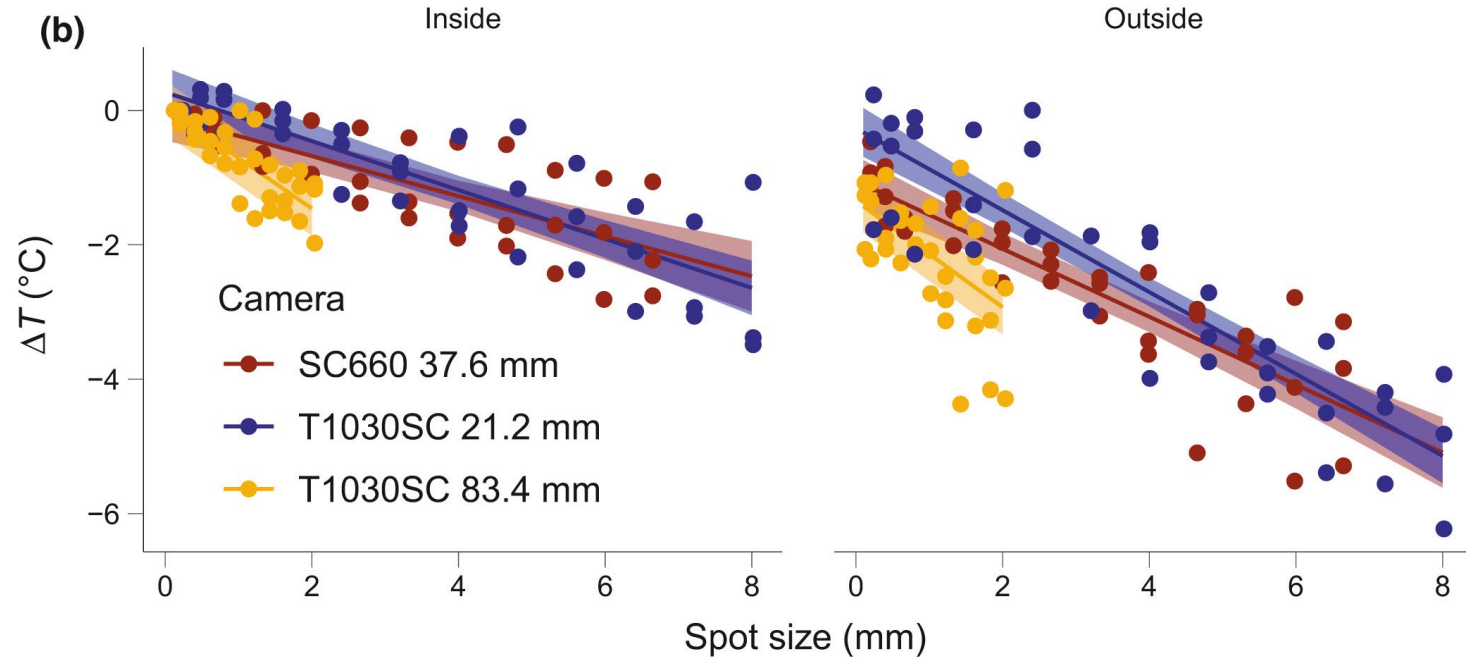 (b)
Inside
Outside
ΔT (°C)
0
−2
−4
−6
Camera
SC660 37.6 mm
T1030SC 21.2 mm
T1030SC 83.4 mm
0 2 4 6 8
0 2 4 6 8
Spot size (mm)